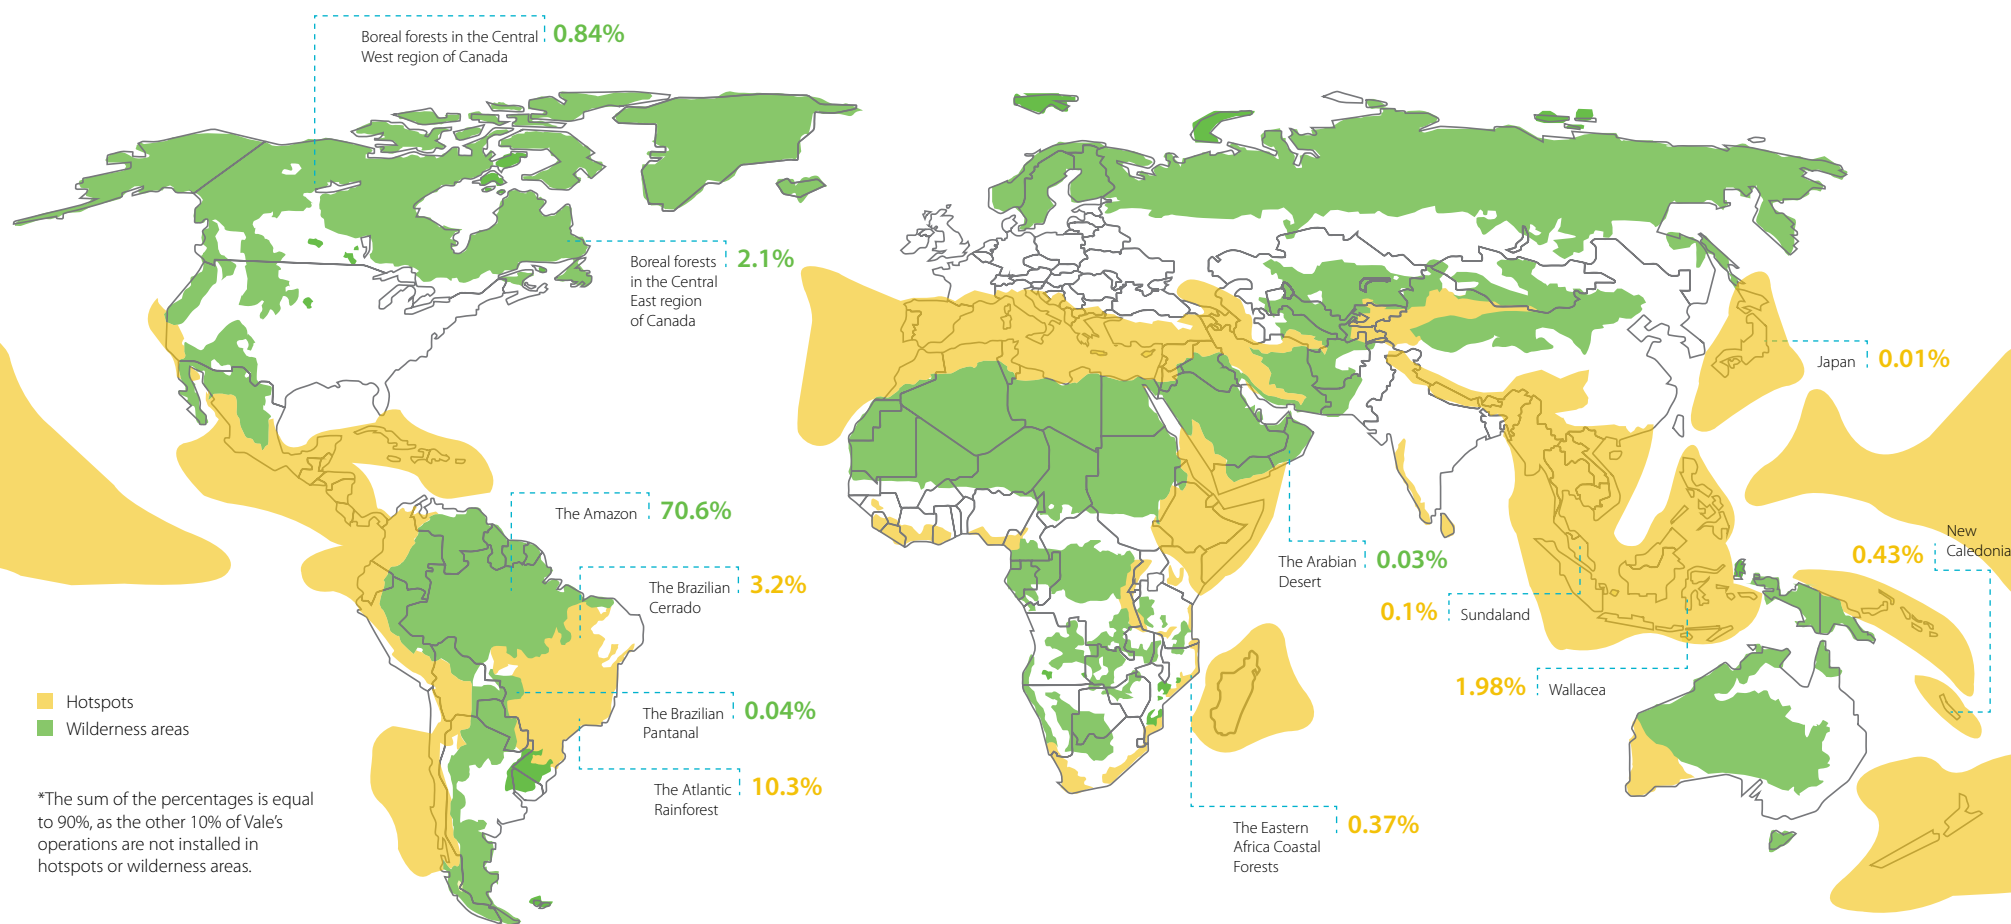 Boreal forests in the Central
West region of Canada
0.84%
Boreal forests
in the Central
East region
of Canada
2.1%
Japan
0.01%
The Amazon
70.6%
The Brazilian
Cerrado
3.2%
The Arabian
Desert
0.03%
New
Caledonia
0.43%
0.1%
Sundaland
1.98%
Wallacea
Hotspots
Wilderness areas
The Brazilian
Pantanal
0.04%
The Atlantic
Rainforest
10.3%
The Eastern
Africa Coastal
Forests
0.37%
*The sum of the percentages is equal
to 90%, as the other 10% of Vale’s
operations are not installed in
hotspots or wilderness areas.